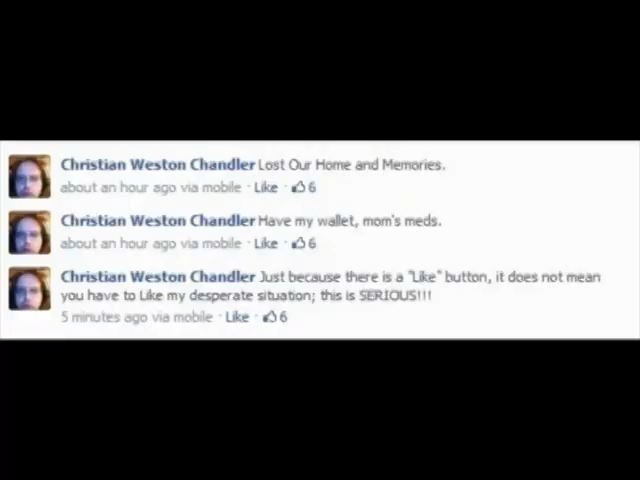 Christian Weston Chandler Lost Our Home and Memories.
about an hour ago via mobile · Like · 6
Christian Weston Chandler Have my wallet, mom's meds.
about an hour ago via mobile · Like · 6
Christian Weston Chandler Just because there is a "Like" button, it does not mean
you have to Like my desperate situation; this is SERIOUS!!!
5 minutes ago via mobile · Like · 6